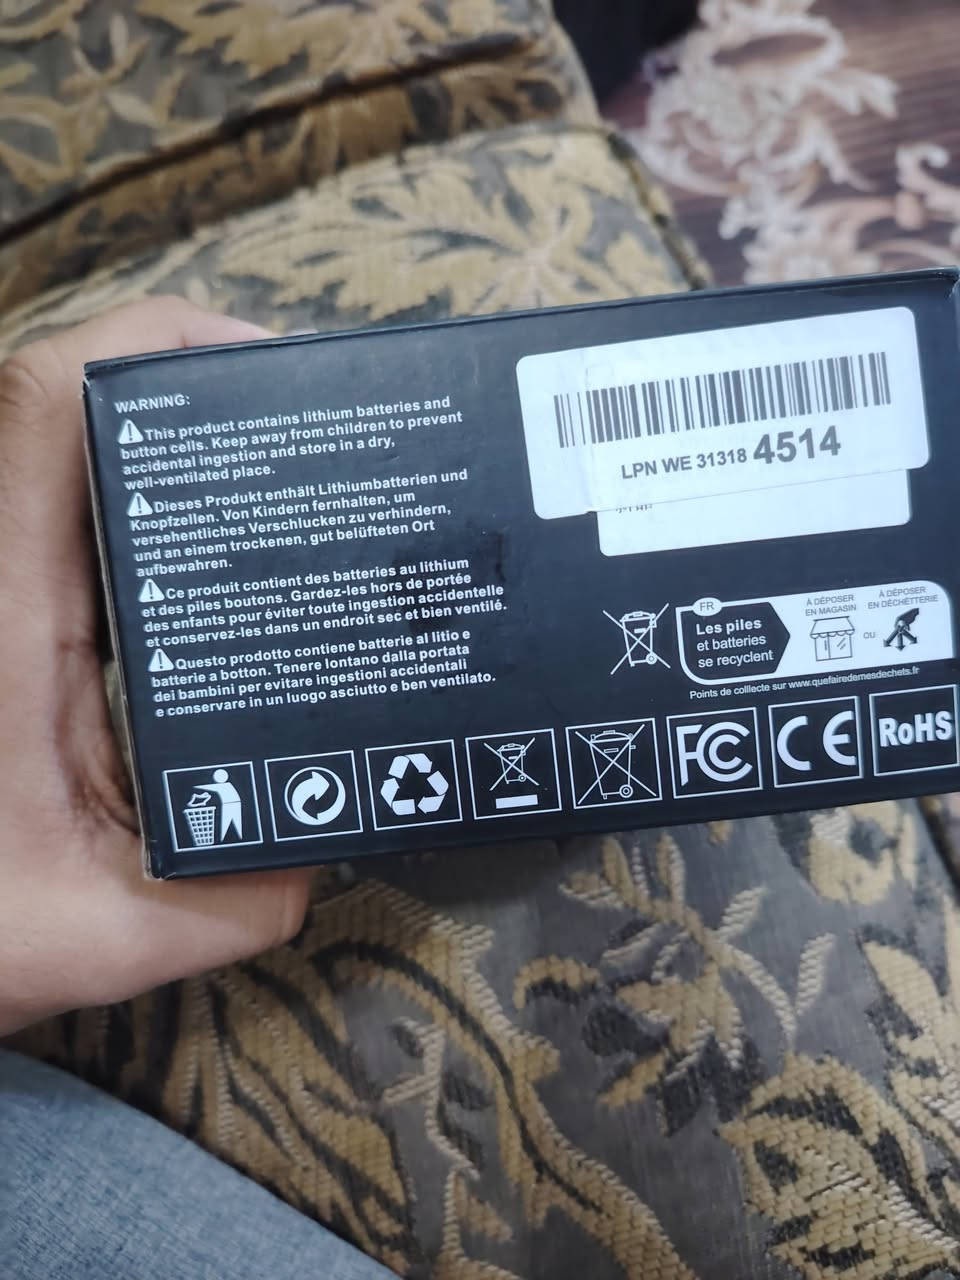 WARNING:
This product contains lithium batteries and
button cells. Keep away from children to prevent
accidental ingestion and store in a dry,
well-ventilated place.
Dieses Produkt enthält Lithiumbatterien und
Knopfzellen. Von Kindern fernhalten, um
versehentliches Verschlucken zu verhindern,
und an einem trockenen, gut belüfteten Ort
aufbewahren.
Ce produit contient des batteries au lithium
et des piles boutons. Gardez-les hors de portée
des enfants pour éviter toute ingestion accidentelle
et conservez-les dans un endroit sec et bien ventilé.
Questo prodotto contiene batterie al litio e
batterie a bottone. Tenere lontano dalla portata
dei bambini per evitare ingestioni accidentali
e conservare in un luogo asciutto e ben ventilato.
LPN WE 31318 4514
FR
Les piles
et batteries
se recyclent
À DÉPOSER
EN MAGASIN
OU
À DÉPOSER
EN DÉCHETTERIE
Points de colllecte sur www.quefairedemesdechets.fr
FC
CE
RoHS